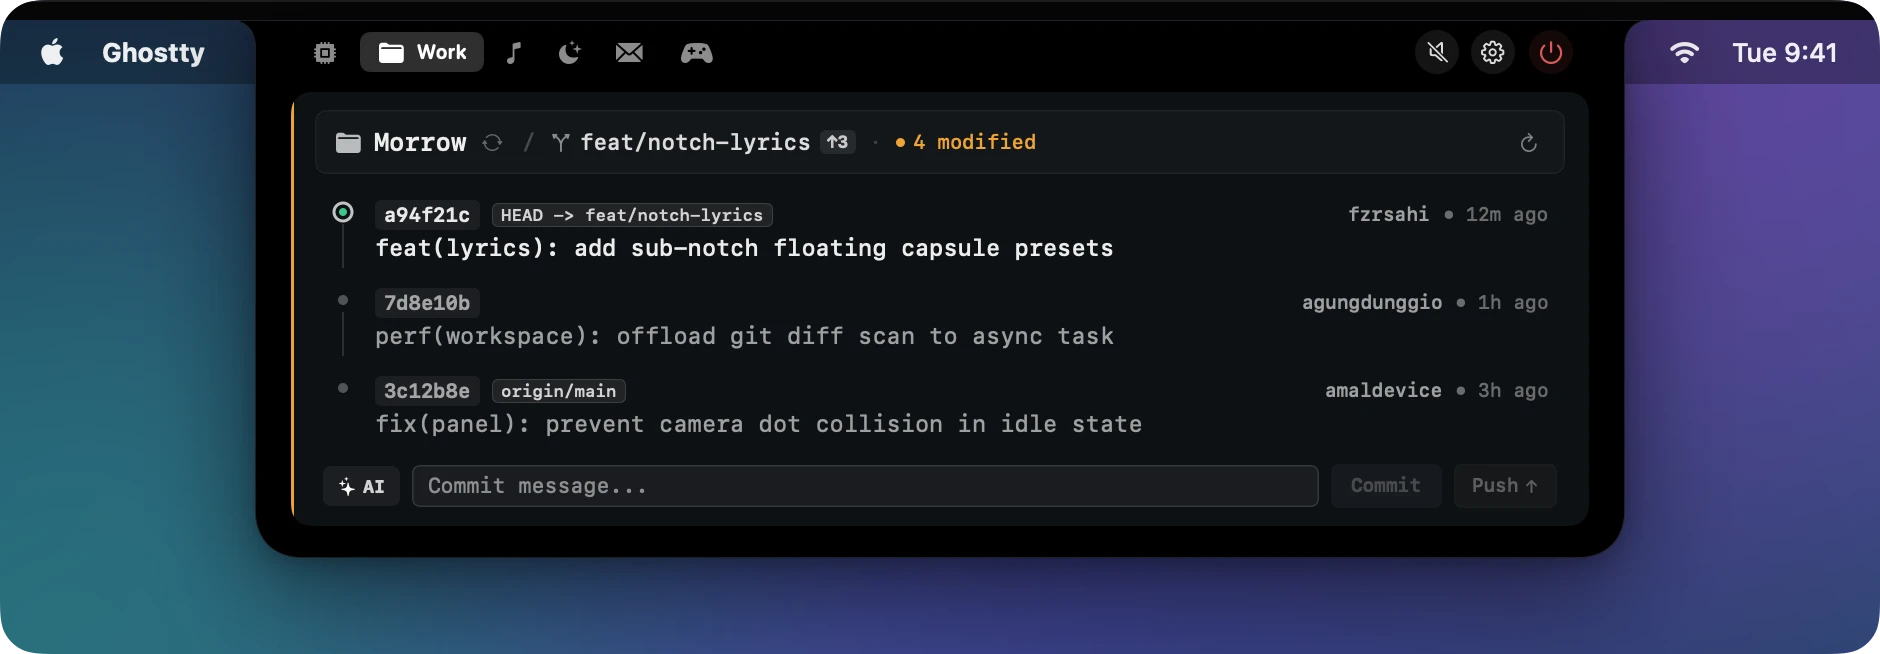 Ghostty
Work
Tue 9:41
Morrow / feat/notch-lyrics ↑3 · • 4 modified
a94f21c HEAD -> feat/notch-lyrics fzrsahi • 12m ago
feat(lyrics): add sub-notch floating capsule presets
7d8e10b agungdunggio • 1h ago
perf(workspace): offload git diff scan to async task
3c12b8e origin/main amaldevice • 3h ago
fix(panel): prevent camera dot collision in idle state
AI Commit message... Commit Push ↑